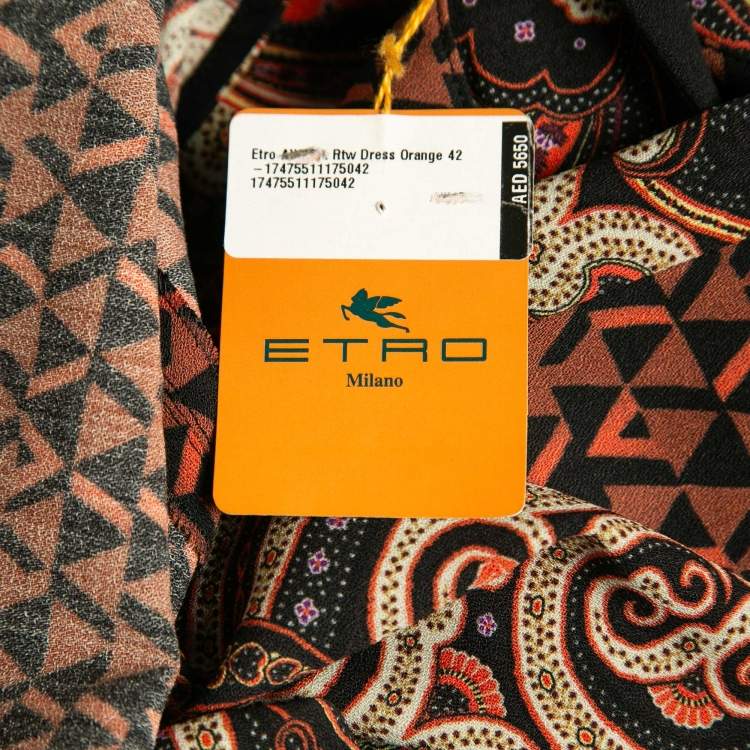 Etro Rtw Dress Orange 42
-17475511175042
17475511175042
AED 5650
ETRO
Milano